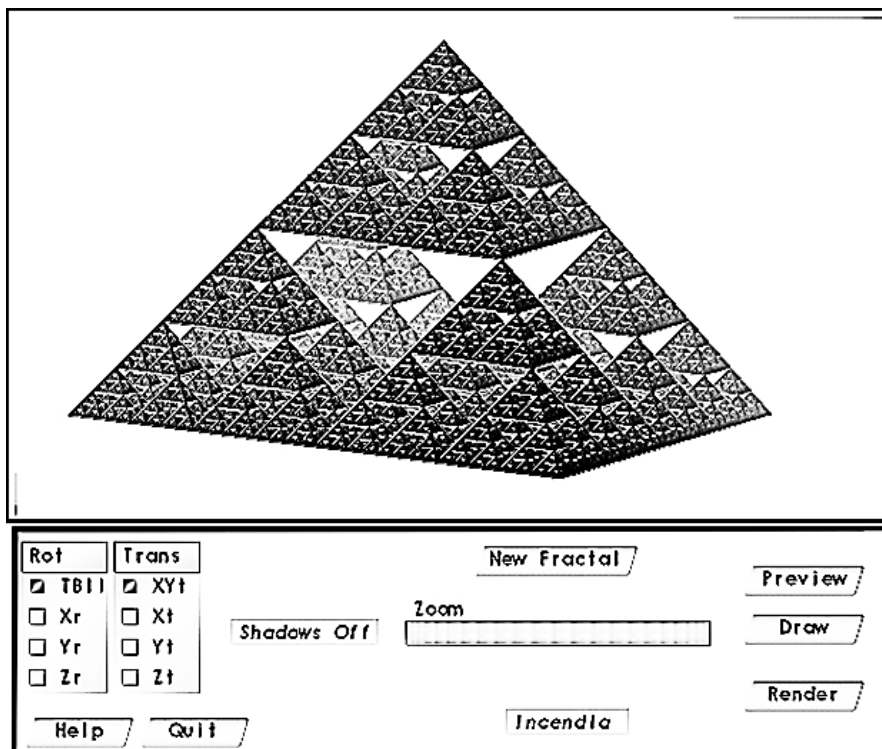 Rot Trans
TBll XYt
Xr Xt
Yr Yt
Zr Zt
Help Quit
Shadows Off
New Fractal
Zoom
Incendia
Preview
Draw
Render